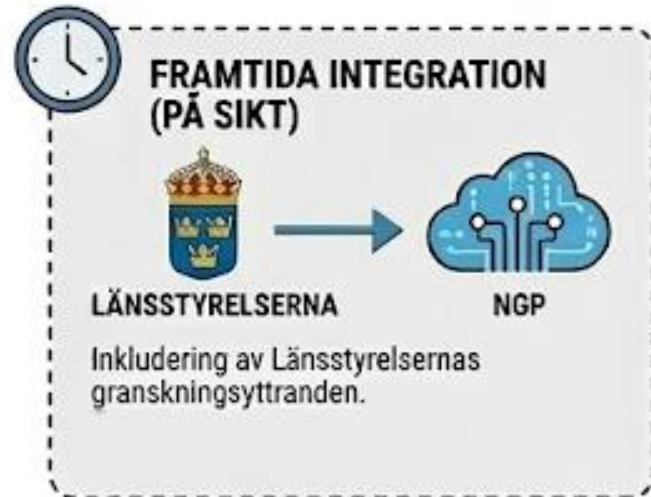 FRAMTIDA INTEGRATION
(PÅ SIKT)
LÄNSSTYRELSERNA
NGP
Inkludering av Länsstyrelsernas
granskningsyttranden.